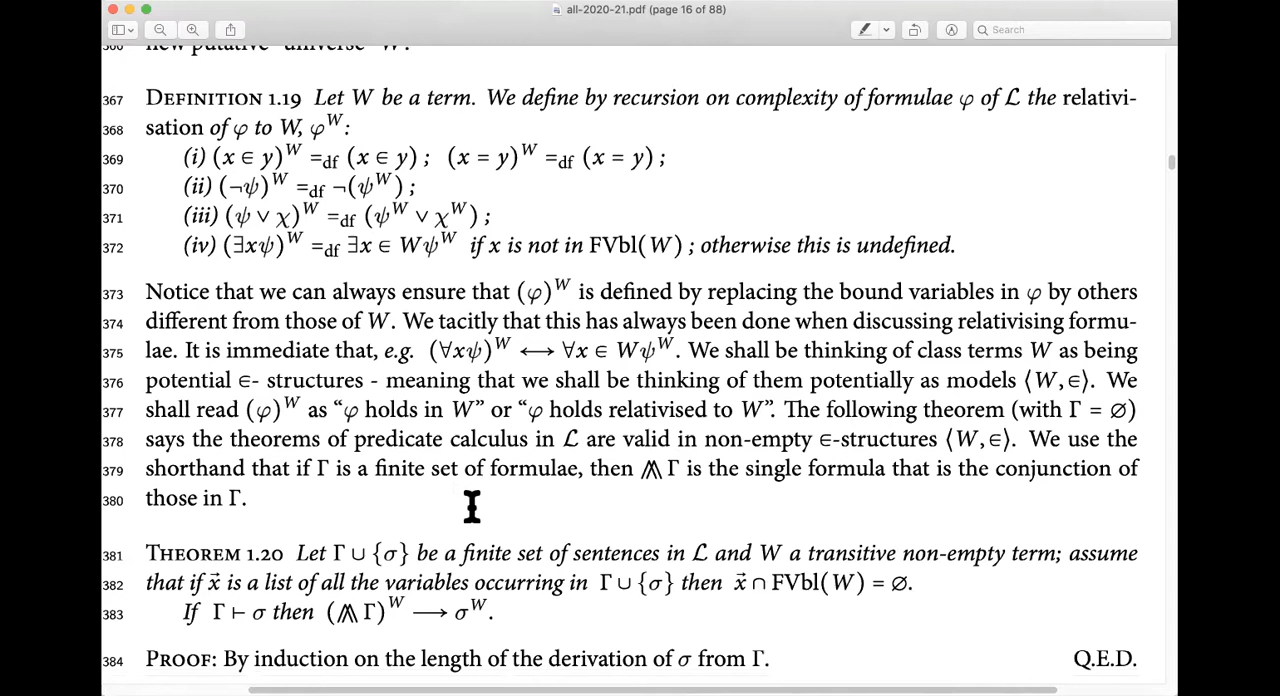 all-2020-21.pdf (page 16 of 88)
Search
366 new putative "universe" W.
367 DEFINITION 1.19 Let W be a term. We define by recursion on complexity of formulae φ of ℒ the relativi-
368 sation of φ to W, φ^W:
369 (i) (x ∈ y)^W =_df (x ∈ y) ; (x = y)^W =_df (x = y) ;
370 (ii) (¬ψ)^W =_df ¬(ψ^W) ;
371 (iii) (ψ ∨ χ)^W =_df (ψ^W ∨ χ^W) ;
372 (iv) (∃xψ)^W =_df ∃x ∈ Wψ^W if x is not in FVbl(W) ; otherwise this is undefined.
373 Notice that we can always ensure that (φ)^W is defined by replacing the bound variables in φ by others
374 different from those of W. We tacitly that this has always been done when discussing relativising formu-
375 lae. It is immediate that, e.g. (∀xψ)^W ⟷ ∀x ∈ Wψ^W. We shall be thinking of class terms W as being
376 potential ∈- structures - meaning that we shall be thinking of them potentially as models ⟨W, ∈⟩. We
377 shall read (φ)^W as “φ holds in W” or “φ holds relativised to W”. The following theorem (with Γ = ∅)
378 says the theorems of predicate calculus in ℒ are valid in non-empty ∈-structures ⟨W, ∈⟩. We use the
379 shorthand that if Γ is a finite set of formulae, then ⩕ Γ is the single formula that is the conjunction of
380 those in Γ.
381 THEOREM 1.20 Let Γ ∪ {σ} be a finite set of sentences in ℒ and W a transitive non-empty term; assume
382 that if x⃗ is a list of all the variables occurring in Γ ∪ {σ} then x⃗ ∩ FVbl(W) = ∅.
383 If Γ ⊢ σ then (⩕ Γ)^W ⟶ σ^W.
384 PROOF: By induction on the length of the derivation of σ from Γ. Q.E.D.